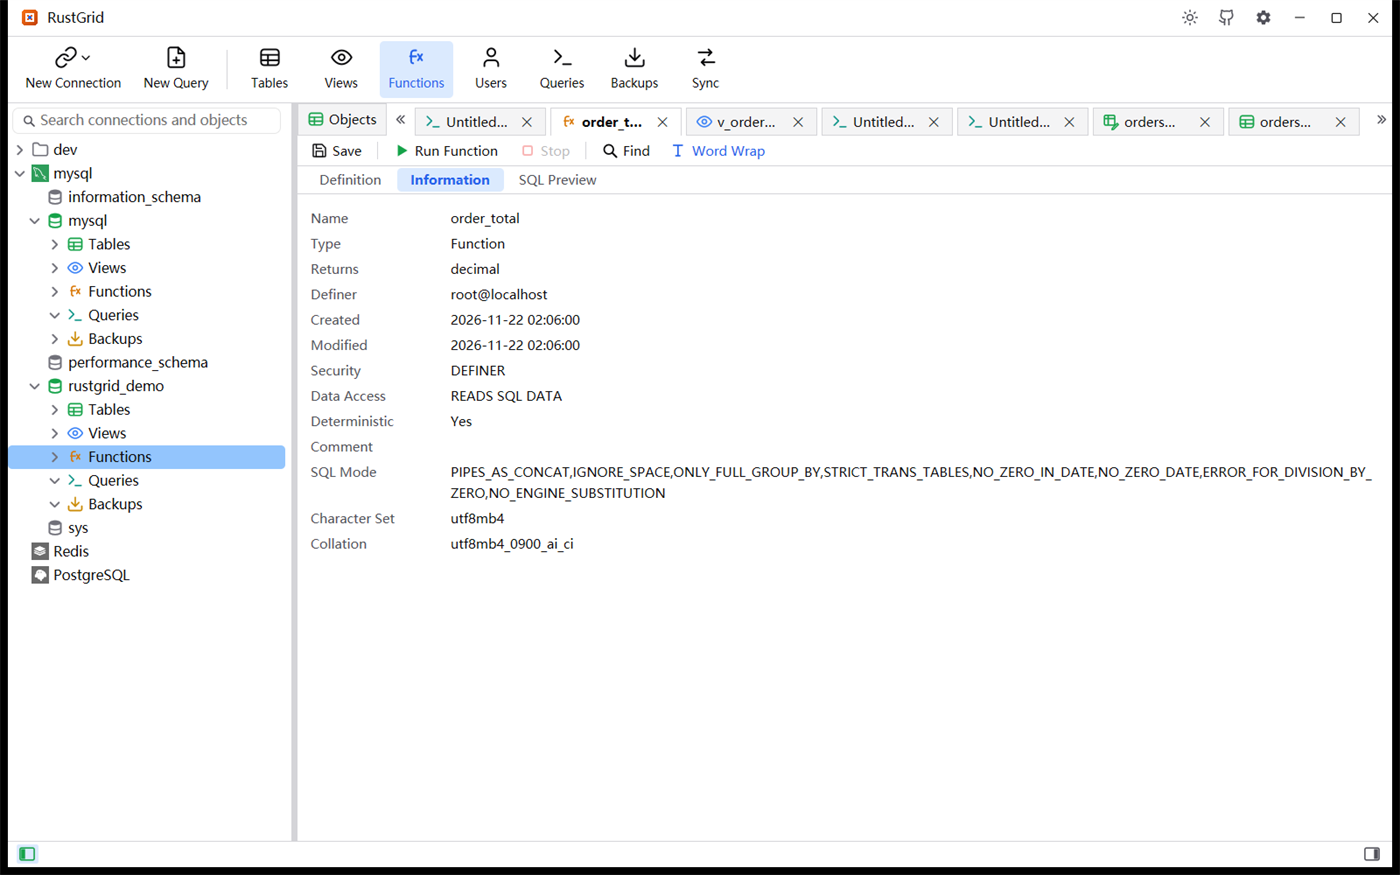 RustGrid
New Connection
New Query
Tables
Views
Functions
Users
Queries
Backups
Sync
Search connections and objects
dev
mysql
information_schema
mysql
Tables
Views
Functions
Queries
Backups
performance_schema
rustgrid_demo
Tables
Views
Functions
Queries
Backups
sys
Redis
PostgreSQL
Objects
Untitled...
order_t...
v_order...
Untitled...
Untitled...
orders...
orders...
Save
Run Function
Stop
Find
Word Wrap
Definition
Information
SQL Preview
Name order_total
Type Function
Returns decimal
Definer root@localhost
Created 2026-11-22 02:06:00
Modified 2026-11-22 02:06:00
Security DEFINER
Data Access READS SQL DATA
Deterministic Yes
Comment
SQL Mode PIPES_AS_CONCAT,IGNORE_SPACE,ONLY_FULL_GROUP_BY,STRICT_TRANS_TABLES,NO_ZERO_IN_DATE,NO_ZERO_DATE,ERROR_FOR_DIVISION_BY_
ZERO,NO_ENGINE_SUBSTITUTION
Character Set utf8mb4
Collation utf8mb4_0900_ai_ci